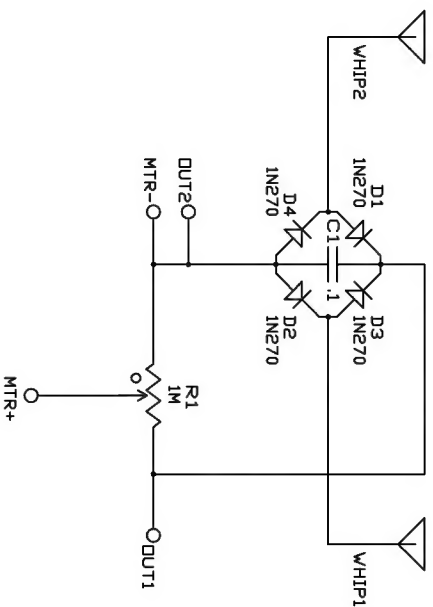 WHIP2
D1
1N270
D4
1N270
C1
.1
D3
1N270
D2
1N270
OUT2
MTR-
R1
1M
MTR+
OUT1
WHIP1